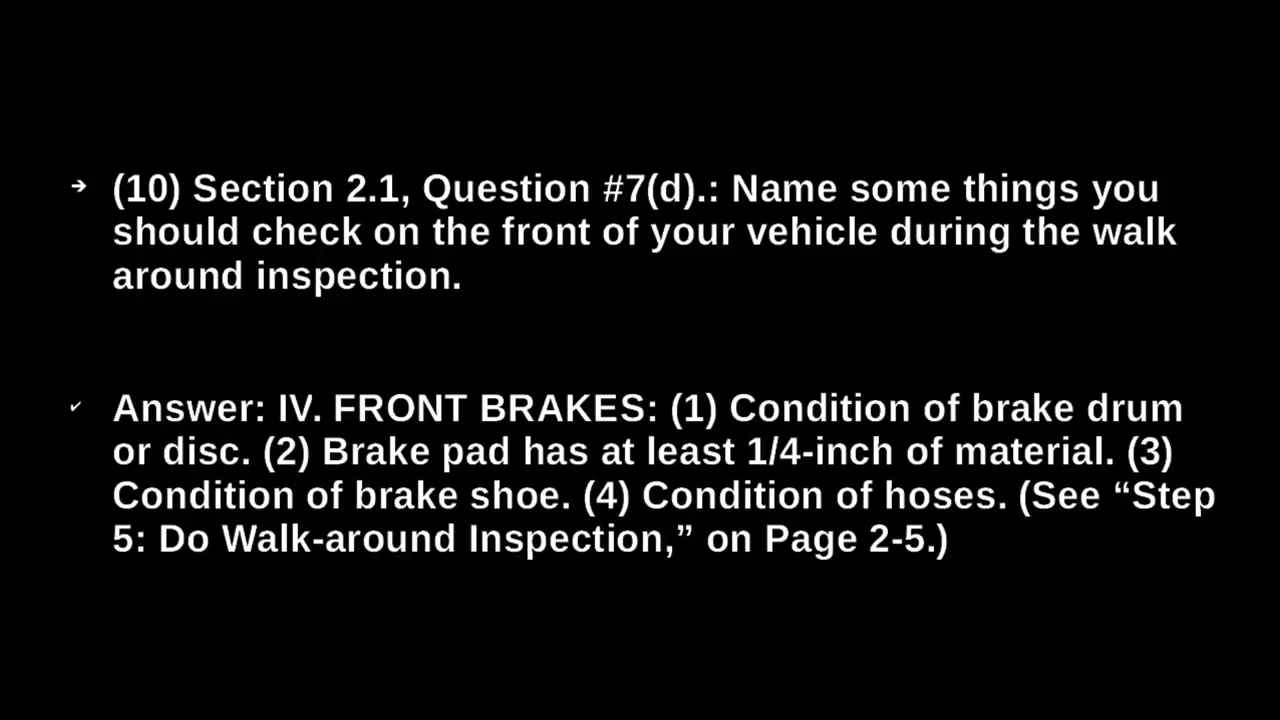 ➔ (10) Section 2.1, Question #7(d).: Name some things you
should check on the front of your vehicle during the walk
around inspection.
✓ Answer: IV. FRONT BRAKES: (1) Condition of brake drum
or disc. (2) Brake pad has at least 1/4-inch of material. (3)
Condition of brake shoe. (4) Condition of hoses. (See “Step
5: Do Walk-around Inspection,” on Page 2-5.)